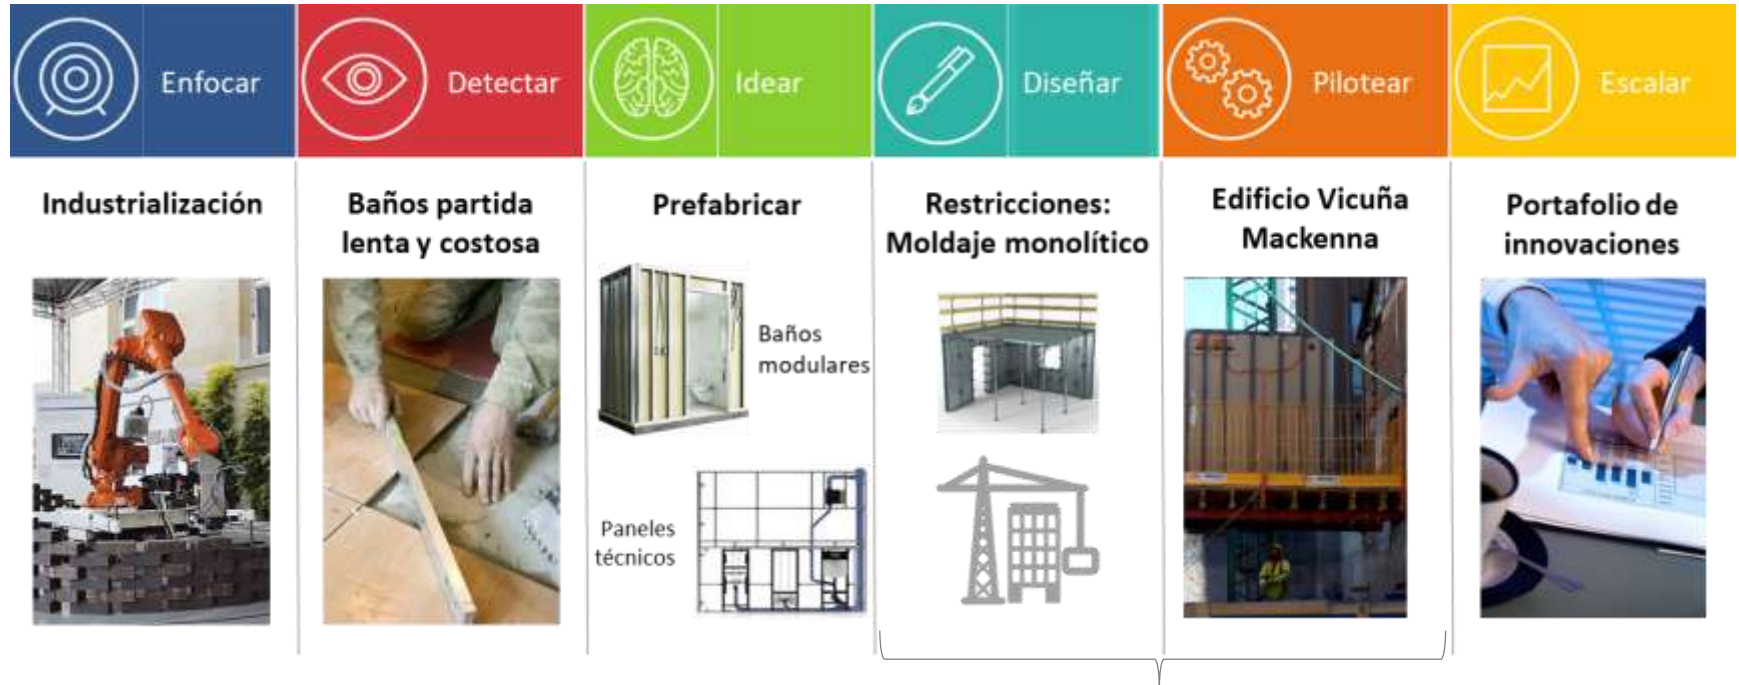 Enfocar
Detectar
Idear
Diseñar
Pilotear
Escalar
Industrialización
Baños partida
lenta y costosa
Prefabricar
Baños
modulares
Paneles
técnicos
Restricciones:
Moldaje monolítico
Edificio Vicuña
Mackenna
Portafolio de
innovaciones